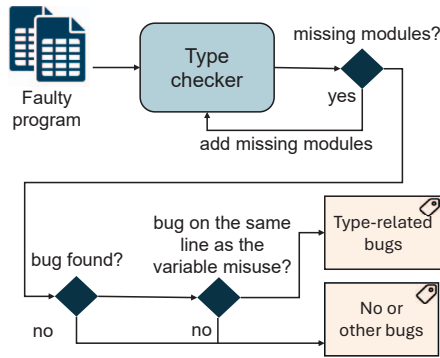 missing modules?
Type
checker
Faulty
program
yes
add missing modules
bug on the same
line as the
variable misuse?
Type-related
bugs
bug found?
No or
other bugs
no
no